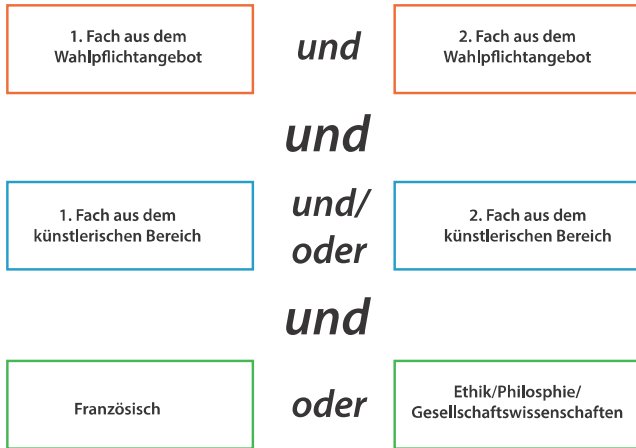 1. Fach aus dem
Wahlpflichtangebot
und
2. Fach aus dem
Wahlpflichtangebot
und
1. Fach aus dem
künstlerischen Bereich
und/
oder
2. Fach aus dem
künstlerischen Bereich
und
Französisch
oder
Ethik/Philosphie/
Gesellschaftswissenschaften